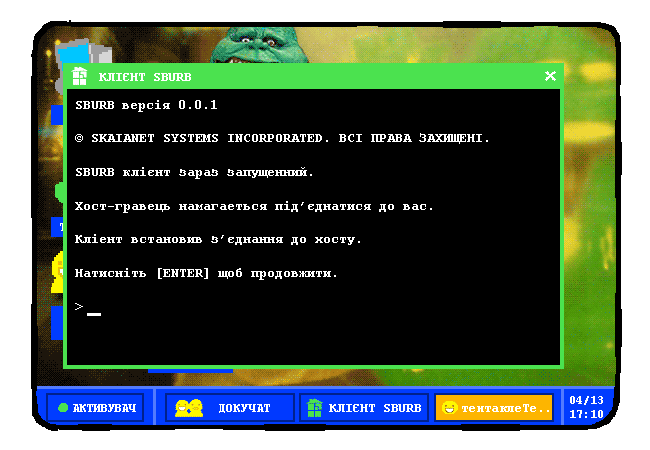 КЛІЄНТ SBURB
SBURB версія 0.0.1
© SKAIANET SYSTEMS INCORPORATED. ВСІ ПРАВА ЗАХИЩЕНІ.
SBURB клієнт зараз запущенний.
Хост-гравець намагається під’єднатися до вас.
Клієнт встановив з’єднання до хосту.
Натисніть [ENTER] щоб продовжити.
>
АКТИВУВАЧ
ДОКУЧАТ
КЛІЄНТ SBURB
тентаклеТе..
04/13
17:10